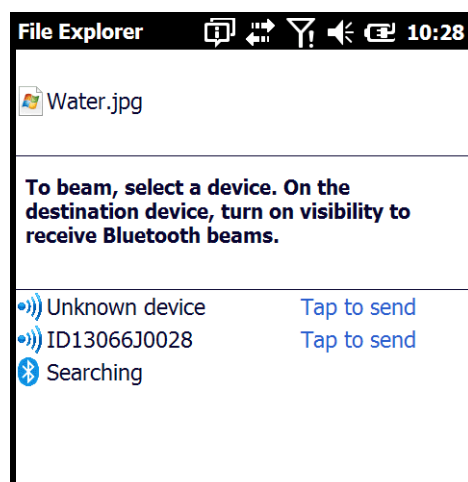 File Explorer 10:28
Water.jpg
To beam, select a device. On the
destination device, turn on visibility to
receive Bluetooth beams.
Unknown device Tap to send
ID13066J0028 Tap to send
Searching